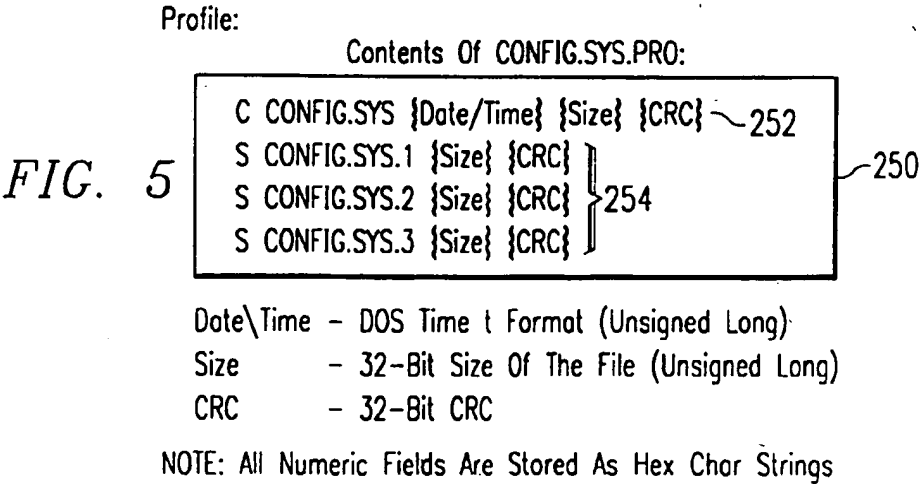 Profile:
Contents Of CONFIG.SYS.PRO:
C CONFIG.SYS {Date/Time} {Size} {CRC} 252
S CONFIG.SYS.1 {Size} {CRC}
S CONFIG.SYS.2 {Size} {CRC}
S CONFIG.SYS.3 {Size} {CRC}
254
250
FIG. 5
Date\Time - DOS Time t Format (Unsigned Long)
Size - 32-Bit Size Of The File (Unsigned Long)
CRC - 32-Bit CRC
NOTE: All Numeric Fields Are Stored As Hex Char Strings